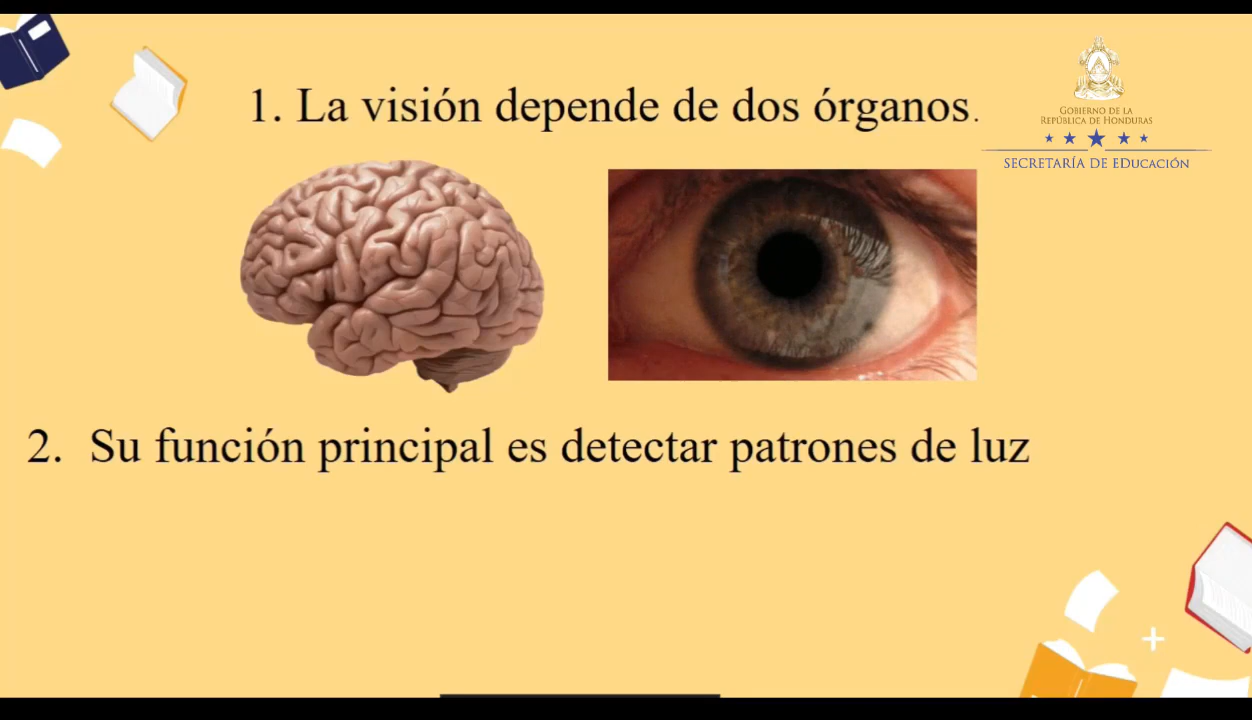 1. La visión depende de dos órganos.
GOBIERNO DE LA
REPÚBLICA DE HONDURAS
SECRETARÍA DE EDUCACIÓN
2. Su función principal es detectar patrones de luz